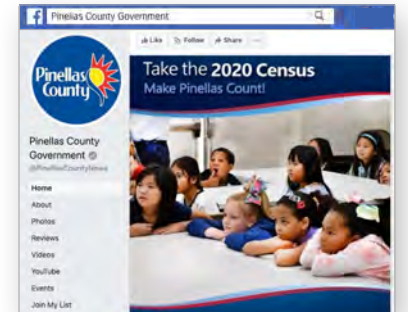 Pinellas County Government
Like Follow Share ...
Pinellas
County
Take the 2020 Census
Make Pinellas Count!
Pinellas County
Government
@PinellasCountyNews
Home
About
Photos
Reviews
Videos
YouTube
Events
Join My List